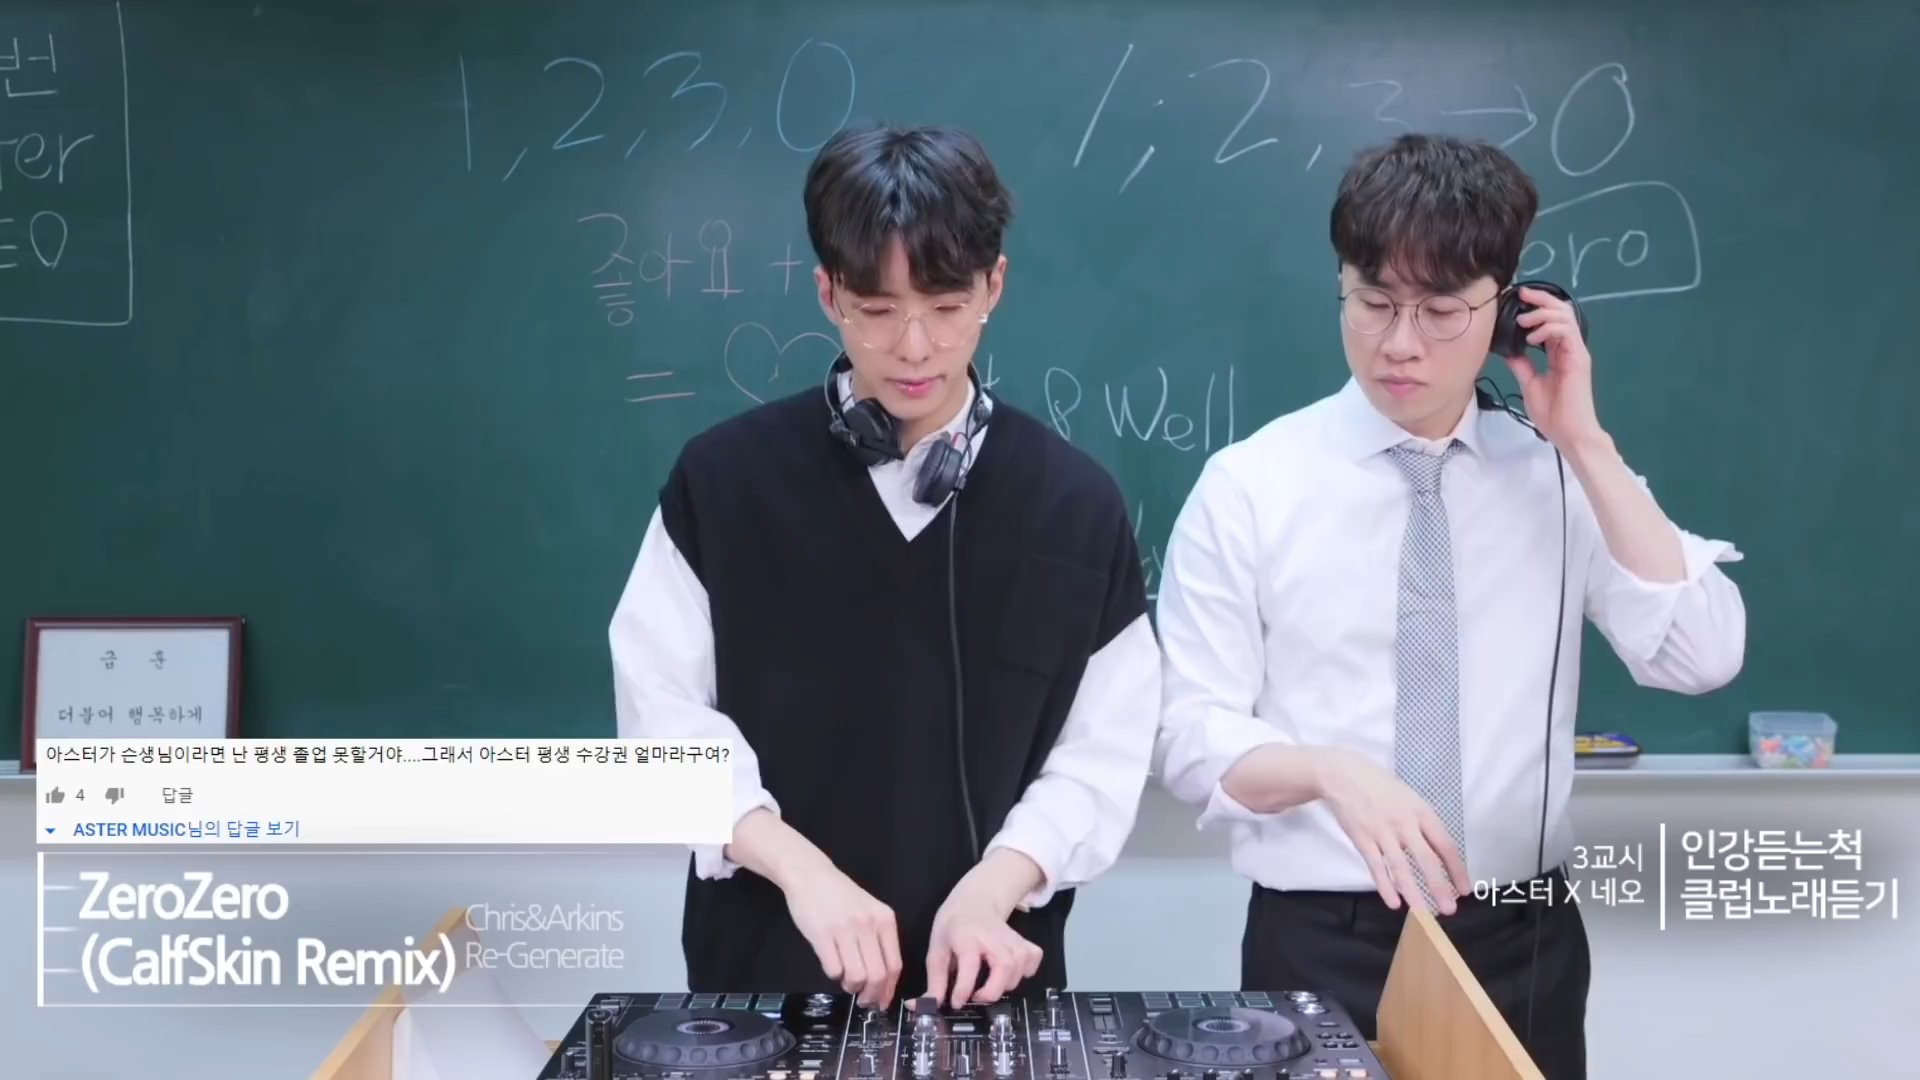 1, 2, 3, 0
1, 2, 3 → 0
번
좋아요 +
=
Well
급 훈
더불어 행복하게
아스터가 슨생님이라면 난 평생 졸업 못할거야....그래서 아스터 평생 수강권 얼마라구여?
4 답글
ASTER MUSIC님의 답글 보기
ZeroZero
(CalfSkin Remix)
Chris&Arkins
Re-Generate
3교시
아스터 X 네오
인강듣는척
클럽노래듣기